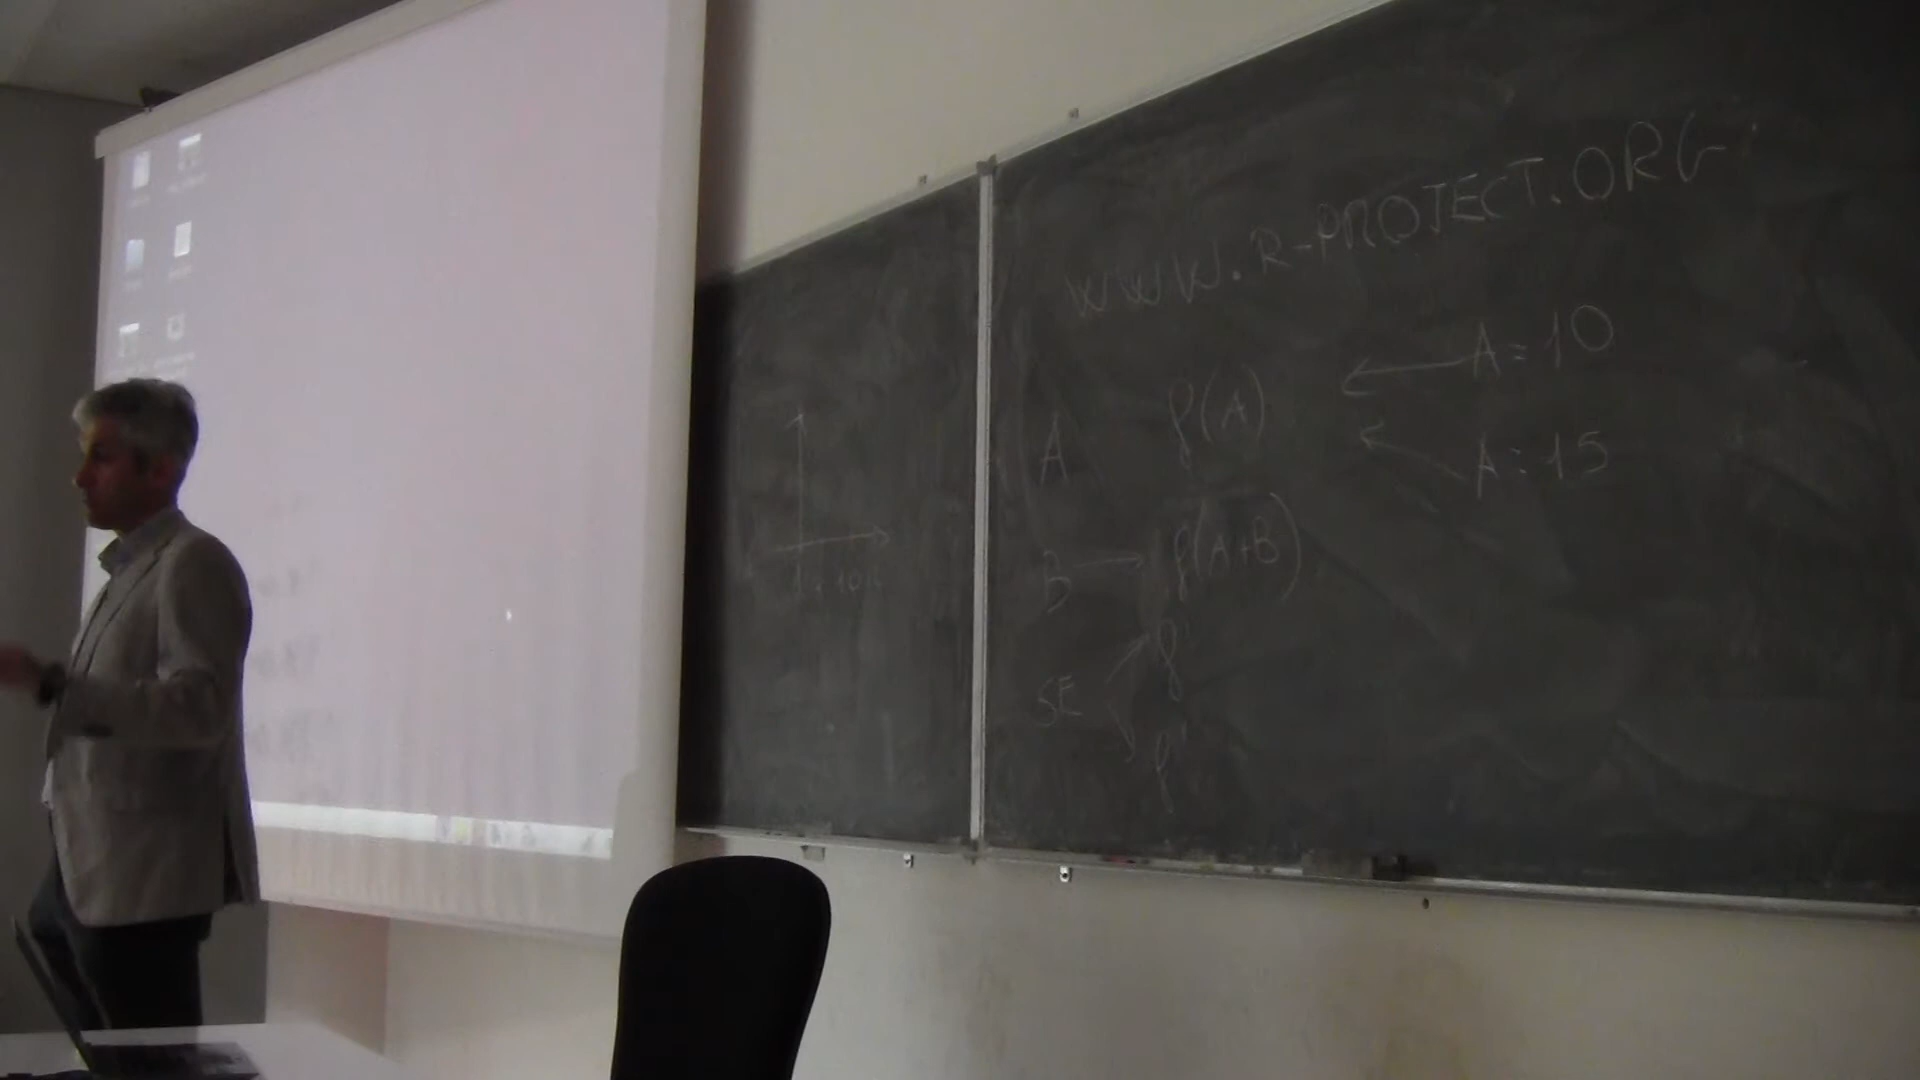 WWW.R-PROJECT.ORG
A f(A) ← A=10
A=15
B → f(A+B)
SE f'
f"